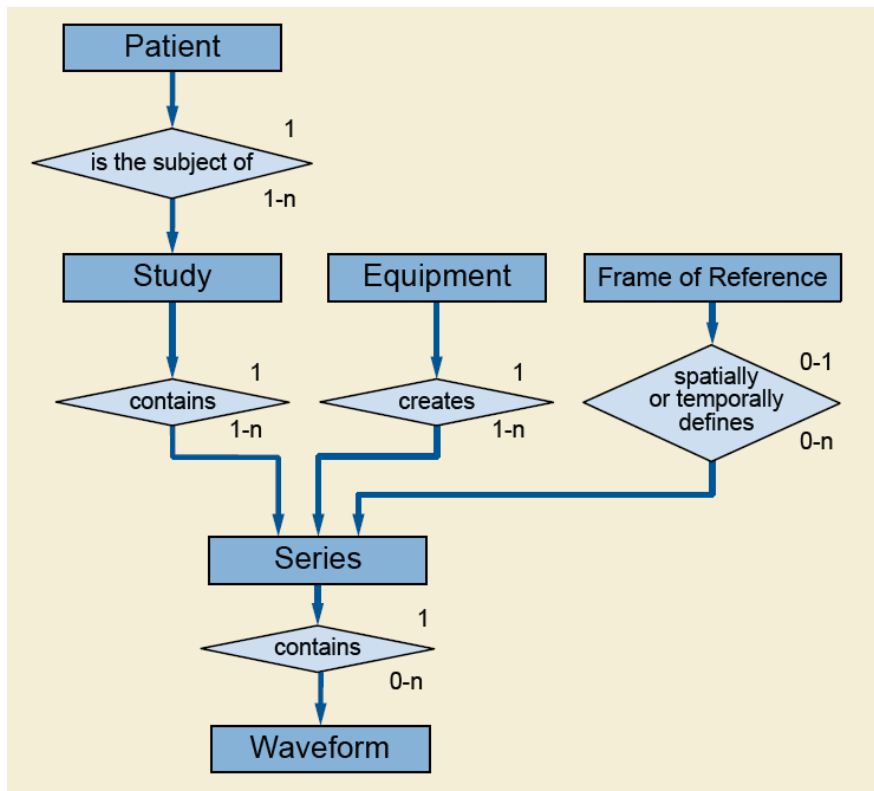 Patient
1
is the subject of
1-n
Study
Equipment
Frame of Reference
1
contains
1-n
1
creates
1-n
0-1
spatially
or temporally
defines
0-n
Series
1
contains
0-n
Waveform